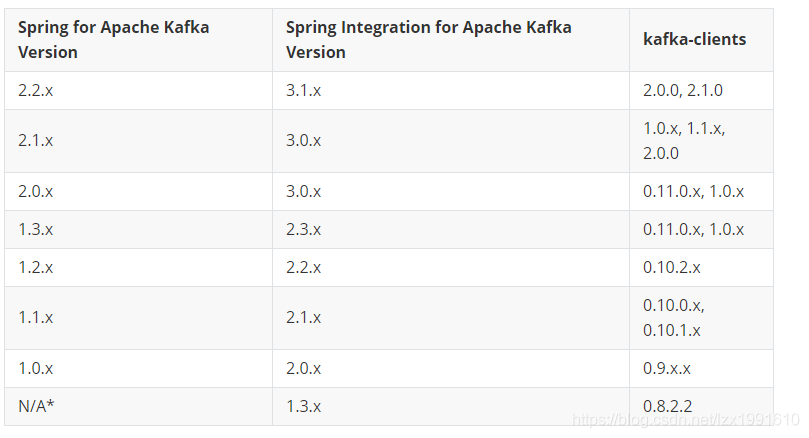 Spring for Apache Kafka Spring Integration for Apache Kafka kafka-clients
Version Version
2.2.x 3.1.x 2.0.0, 2.1.0
2.1.x 3.0.x 1.0.x, 1.1.x,
2.0.0
2.0.x 3.0.x 0.11.0.x, 1.0.x
1.3.x 2.3.x 0.11.0.x, 1.0.x
1.2.x 2.2.x 0.10.2.x
1.1.x 2.1.x 0.10.0.x,
0.10.1.x
1.0.x 2.0.x 0.9.x.x
N/A* 1.3.x 0.8.2.2
https://blog.csdn.net/lzx1991610